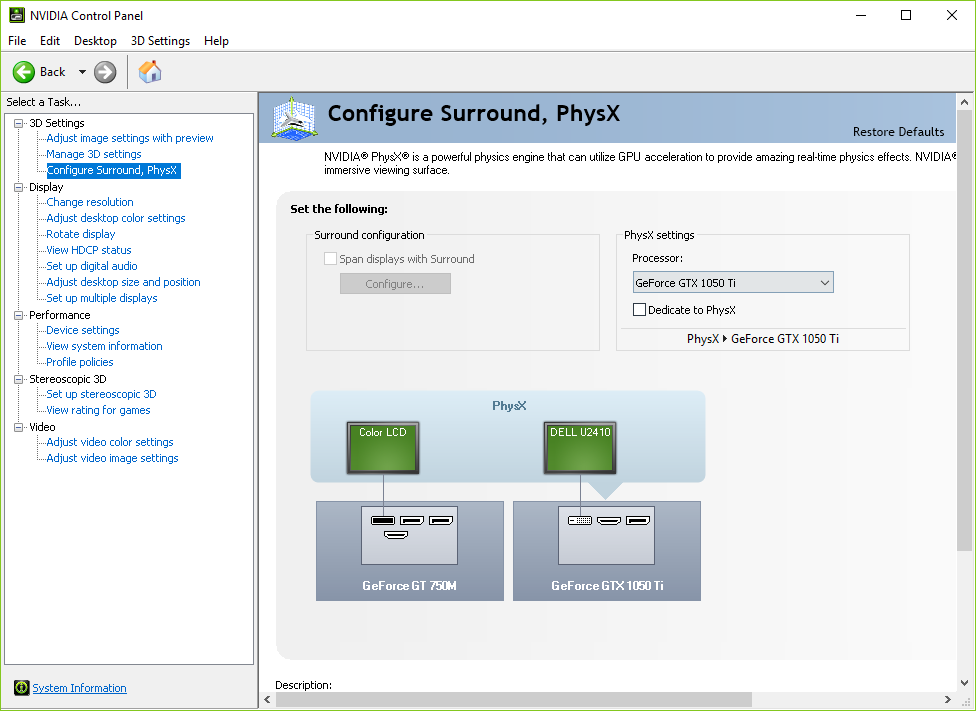 NVIDIA Control Panel
File Edit Desktop 3D Settings Help
Back
Select a Task...
3D Settings
Adjust image settings with preview
Manage 3D settings
Configure Surround, PhysX
Display
Change resolution
Adjust desktop color settings
Rotate display
View HDCP status
Set up digital audio
Adjust desktop size and position
Set up multiple displays
Performance
Device settings
View system information
Profile policies
Stereoscopic 3D
Set up stereoscopic 3D
View rating for games
Video
Adjust video color settings
Adjust video image settings
System Information
Configure Surround, PhysX
Restore Defaults
NVIDIA® PhysX® is a powerful physics engine that can utilize GPU acceleration to provide amazing real-time physics effects. NVIDIA®
immersive viewing surface.
Set the following:
Surround configuration
Span displays with Surround
Configure...
PhysX settings
Processor:
GeForce GTX 1050 Ti
Dedicate to PhysX
PhysX GeForce GTX 1050 Ti
PhysX
Color LCD
DELL U2410
GeForce GT 750M
GeForce GTX 1050 Ti
Description: